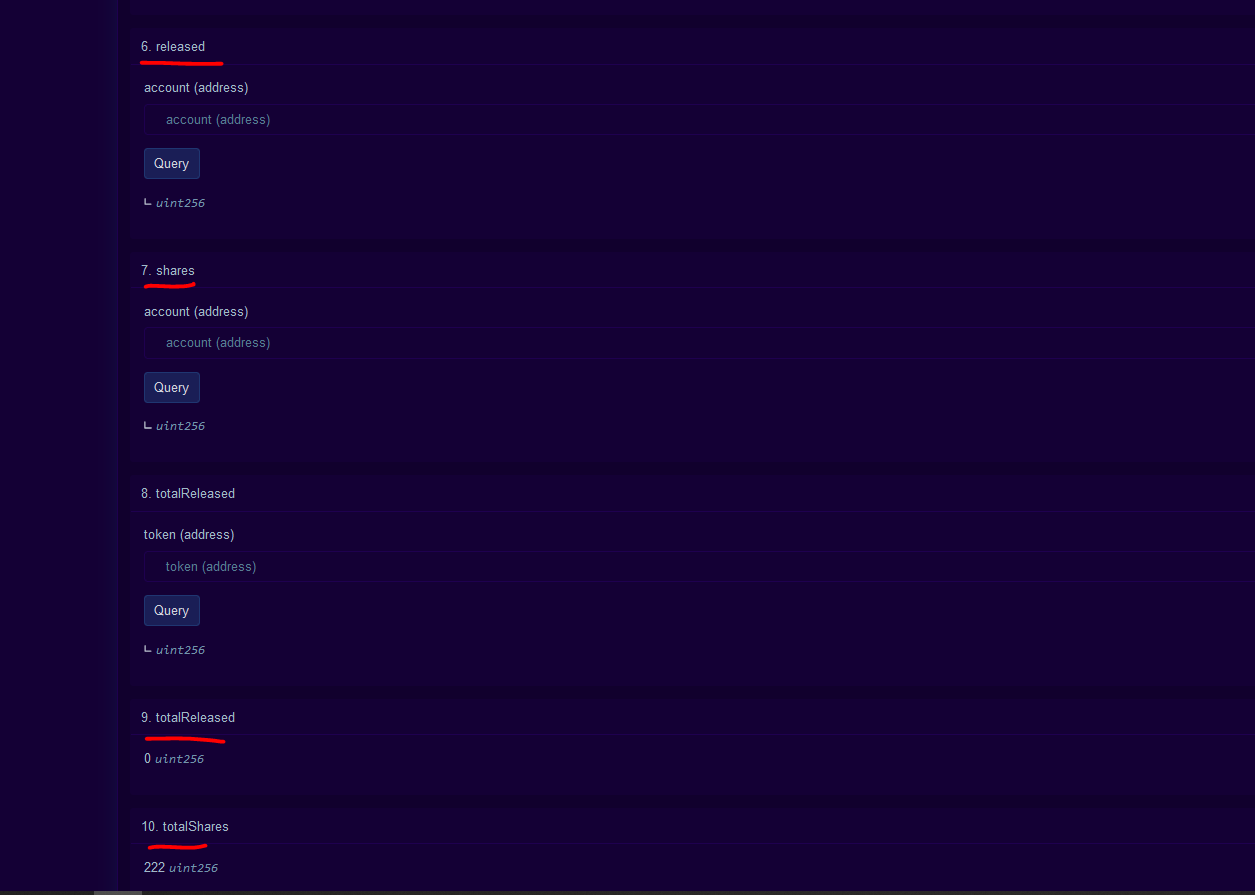 6. released
account (address)
account (address)
Query
uint256
7. shares
account (address)
account (address)
Query
uint256
8. totalReleased
token (address)
token (address)
Query
uint256
9. totalReleased
0 uint256
10. totalShares
222 uint256